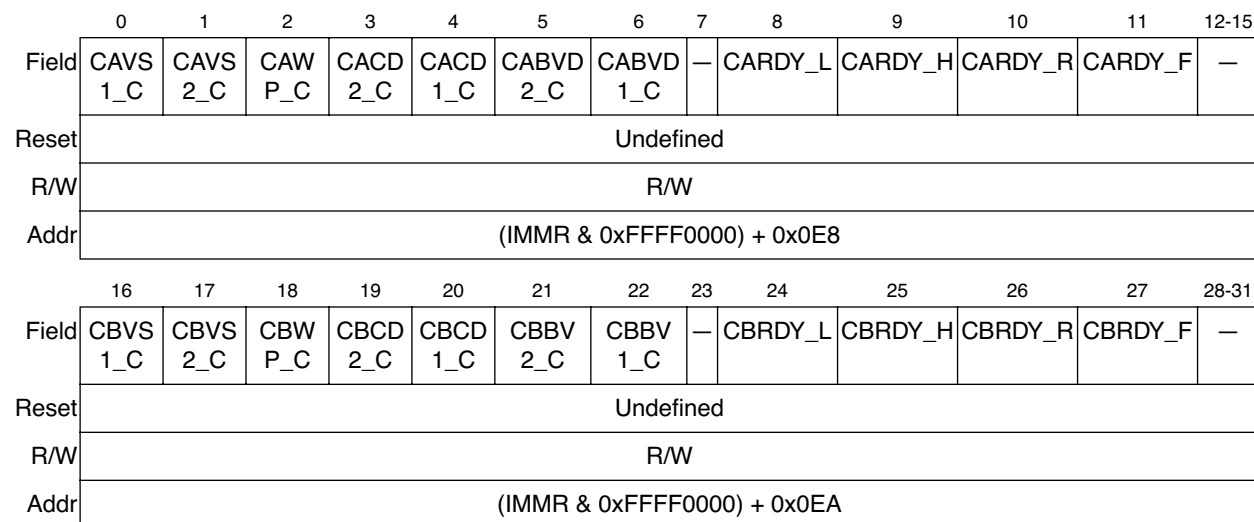 0 1 2 3 4 5 6 7 8 9 10 11 12-15
Field CAVS CAVS CAW CACD CACD CABVD CABVD — CARDY_L CARDY_H CARDY_R CARDY_F —
1_C 2_C P_C 2_C 1_C 2_C 1_C
Reset Undefined
R/W R/W
Addr (IMMR & 0xFFFF0000) + 0x0E8
16 17 18 19 20 21 22 23 24 25 26 27 28-31
Field CBVS CBVS CBW CBCD CBCD CBBV CBBV — CBRDY_L CBRDY_H CBRDY_R CBRDY_F —
1_C 2_C P_C 2_C 1_C 2_C 1_C
Reset Undefined
R/W R/W
Addr (IMMR & 0xFFFF0000) + 0x0EA